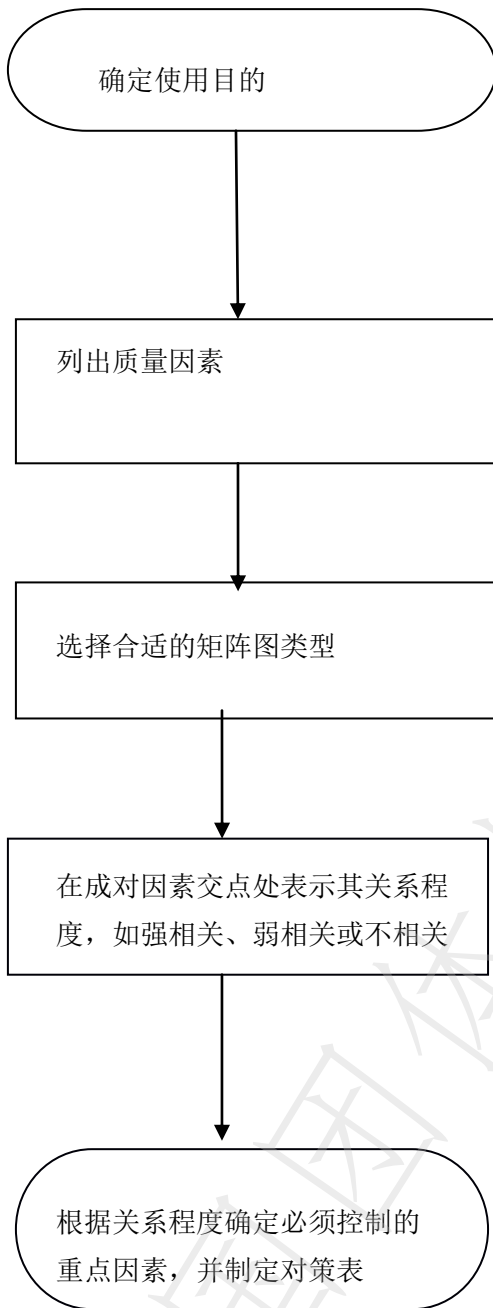 确定使用目的
列出质量因素
选择合适的矩阵图类型
在成对因素交点处表示其关系程
度，如强相关、弱相关或不相关
根据关系程度确定必须控制的
重点因素，并制定对策表